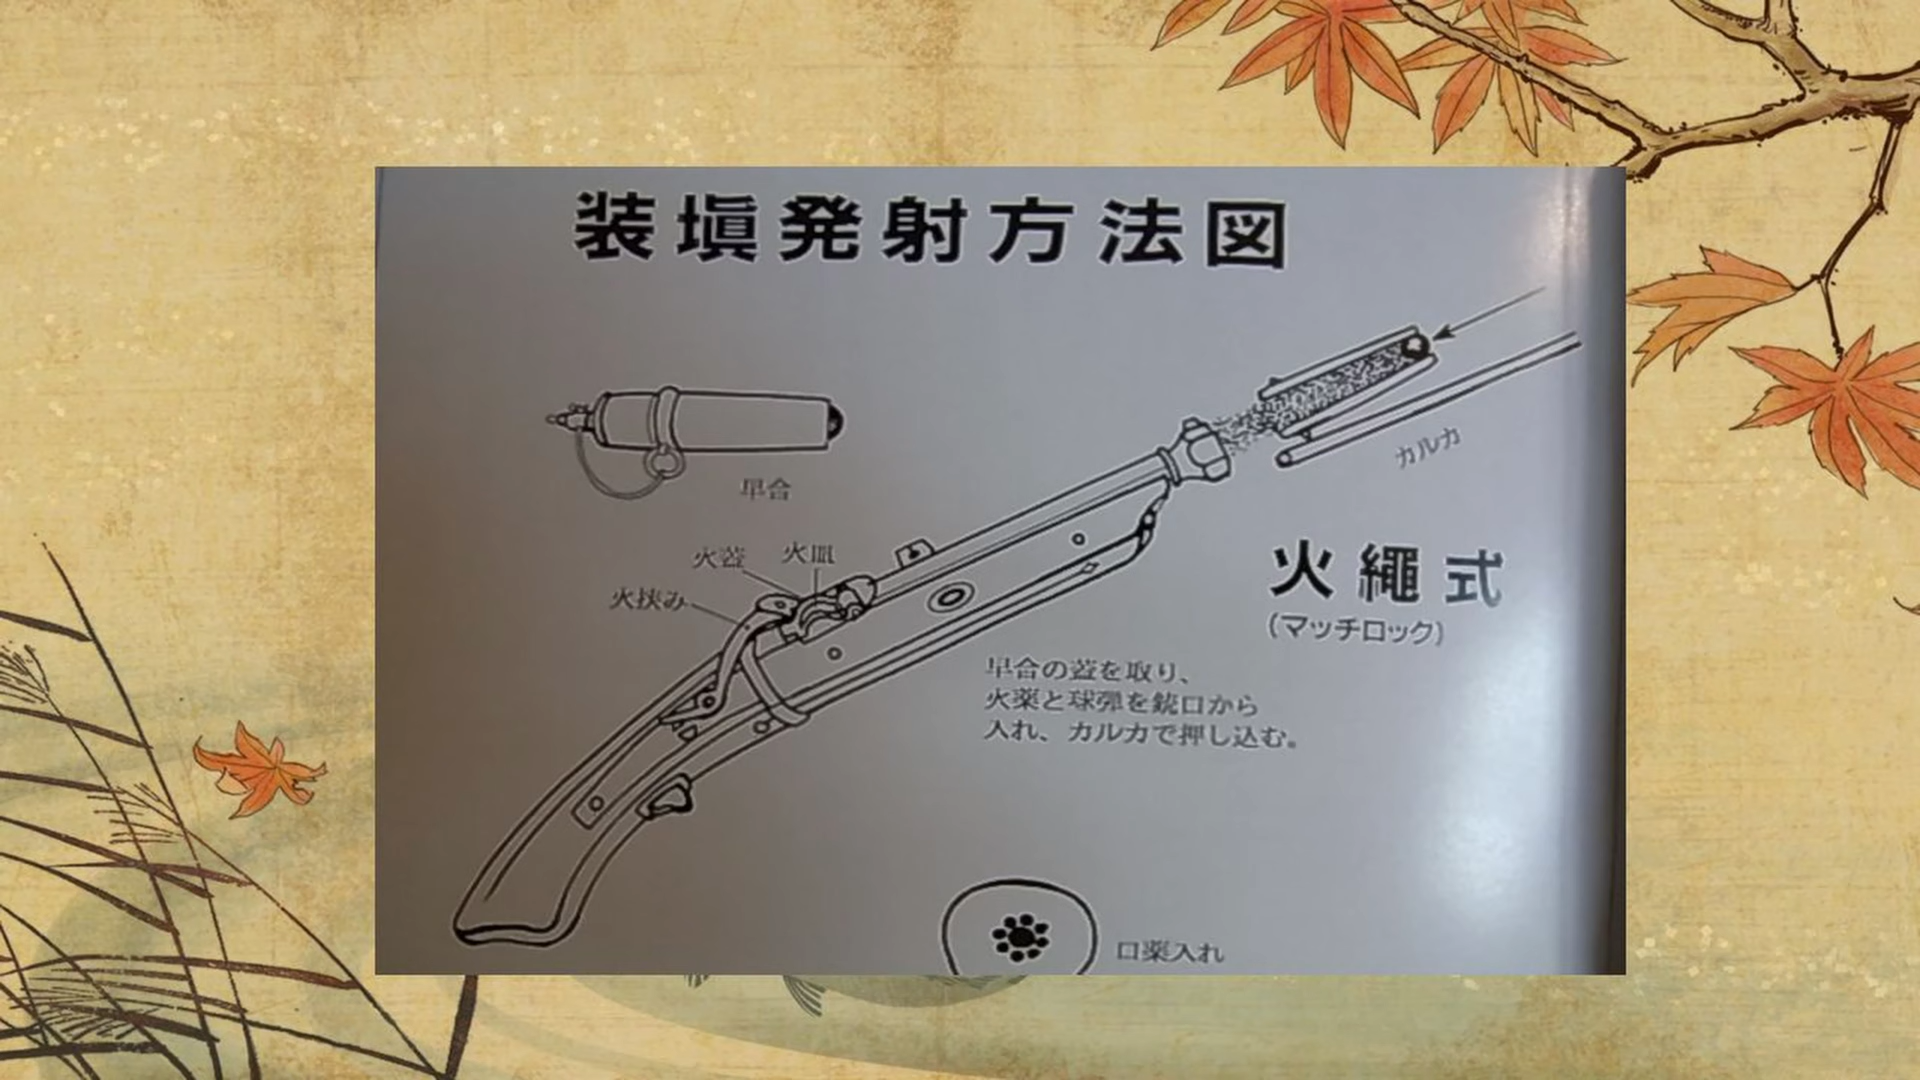 装塡発射方法図
カルカ
早合
火蓋
火皿
火挟み
火繩式
(マッチロック)
早合の蓋を取り、
火薬と球弾を銃口から
入れ、カルカで押し込む。
口薬入れ